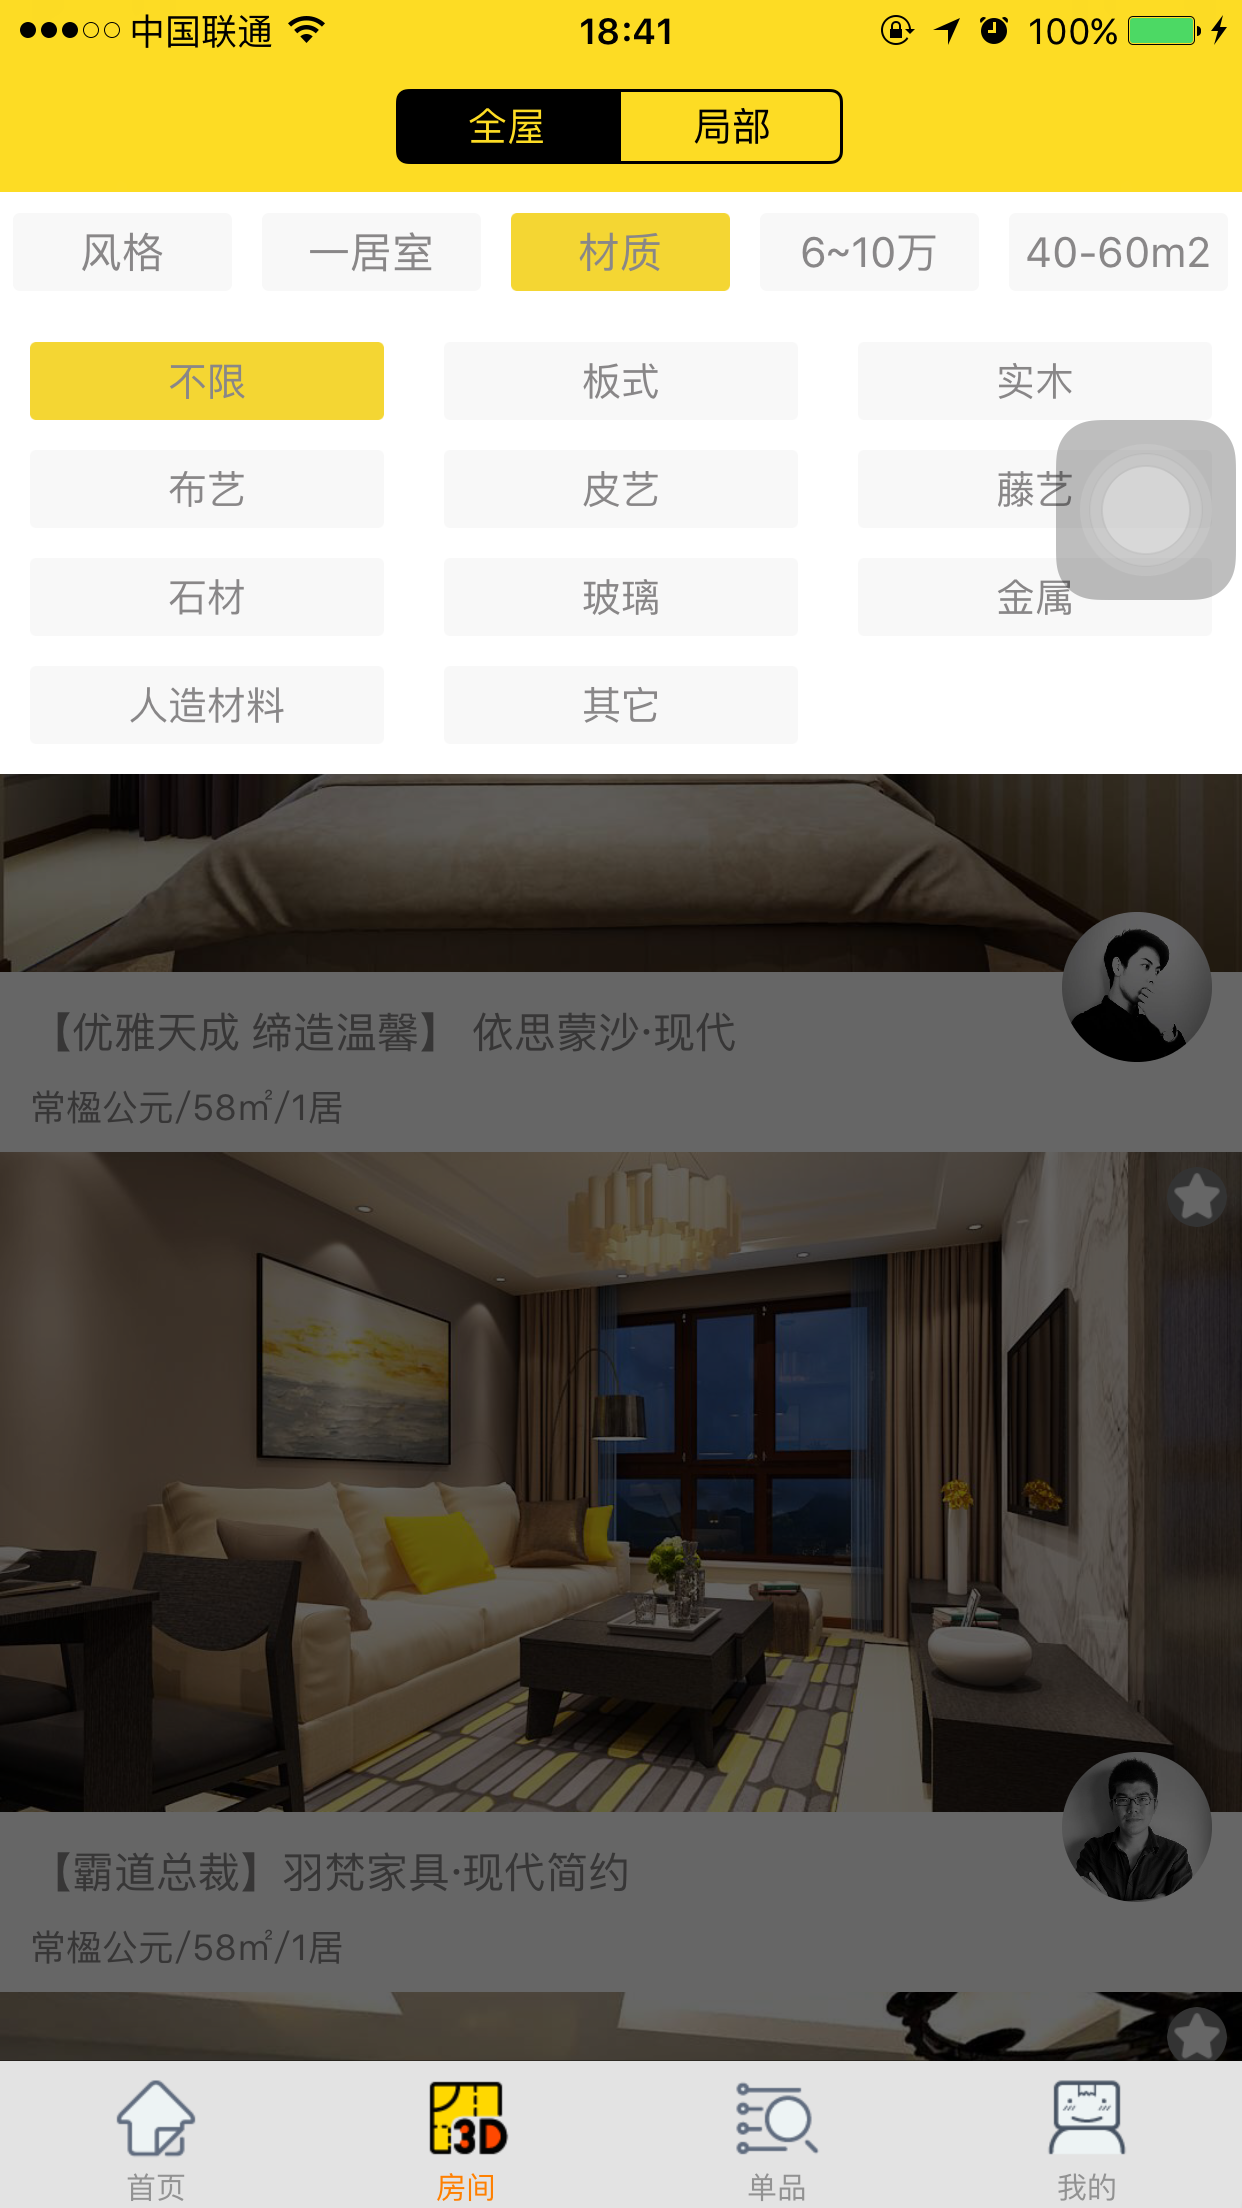 中国联通 18:41 100%
全屋 局部
风格 一居室 材质 6~10万 40-60m2
不限 板式 实木
布艺 皮艺 藤艺
石材 玻璃 金属
人造材料 其它
【优雅天成 缔造温馨】 依思蒙沙·现代
常楹公元/58㎡/1居
【霸道总裁】羽梵家具·现代简约
常楹公元/58㎡/1居
3D
首页 房间 单品 我的